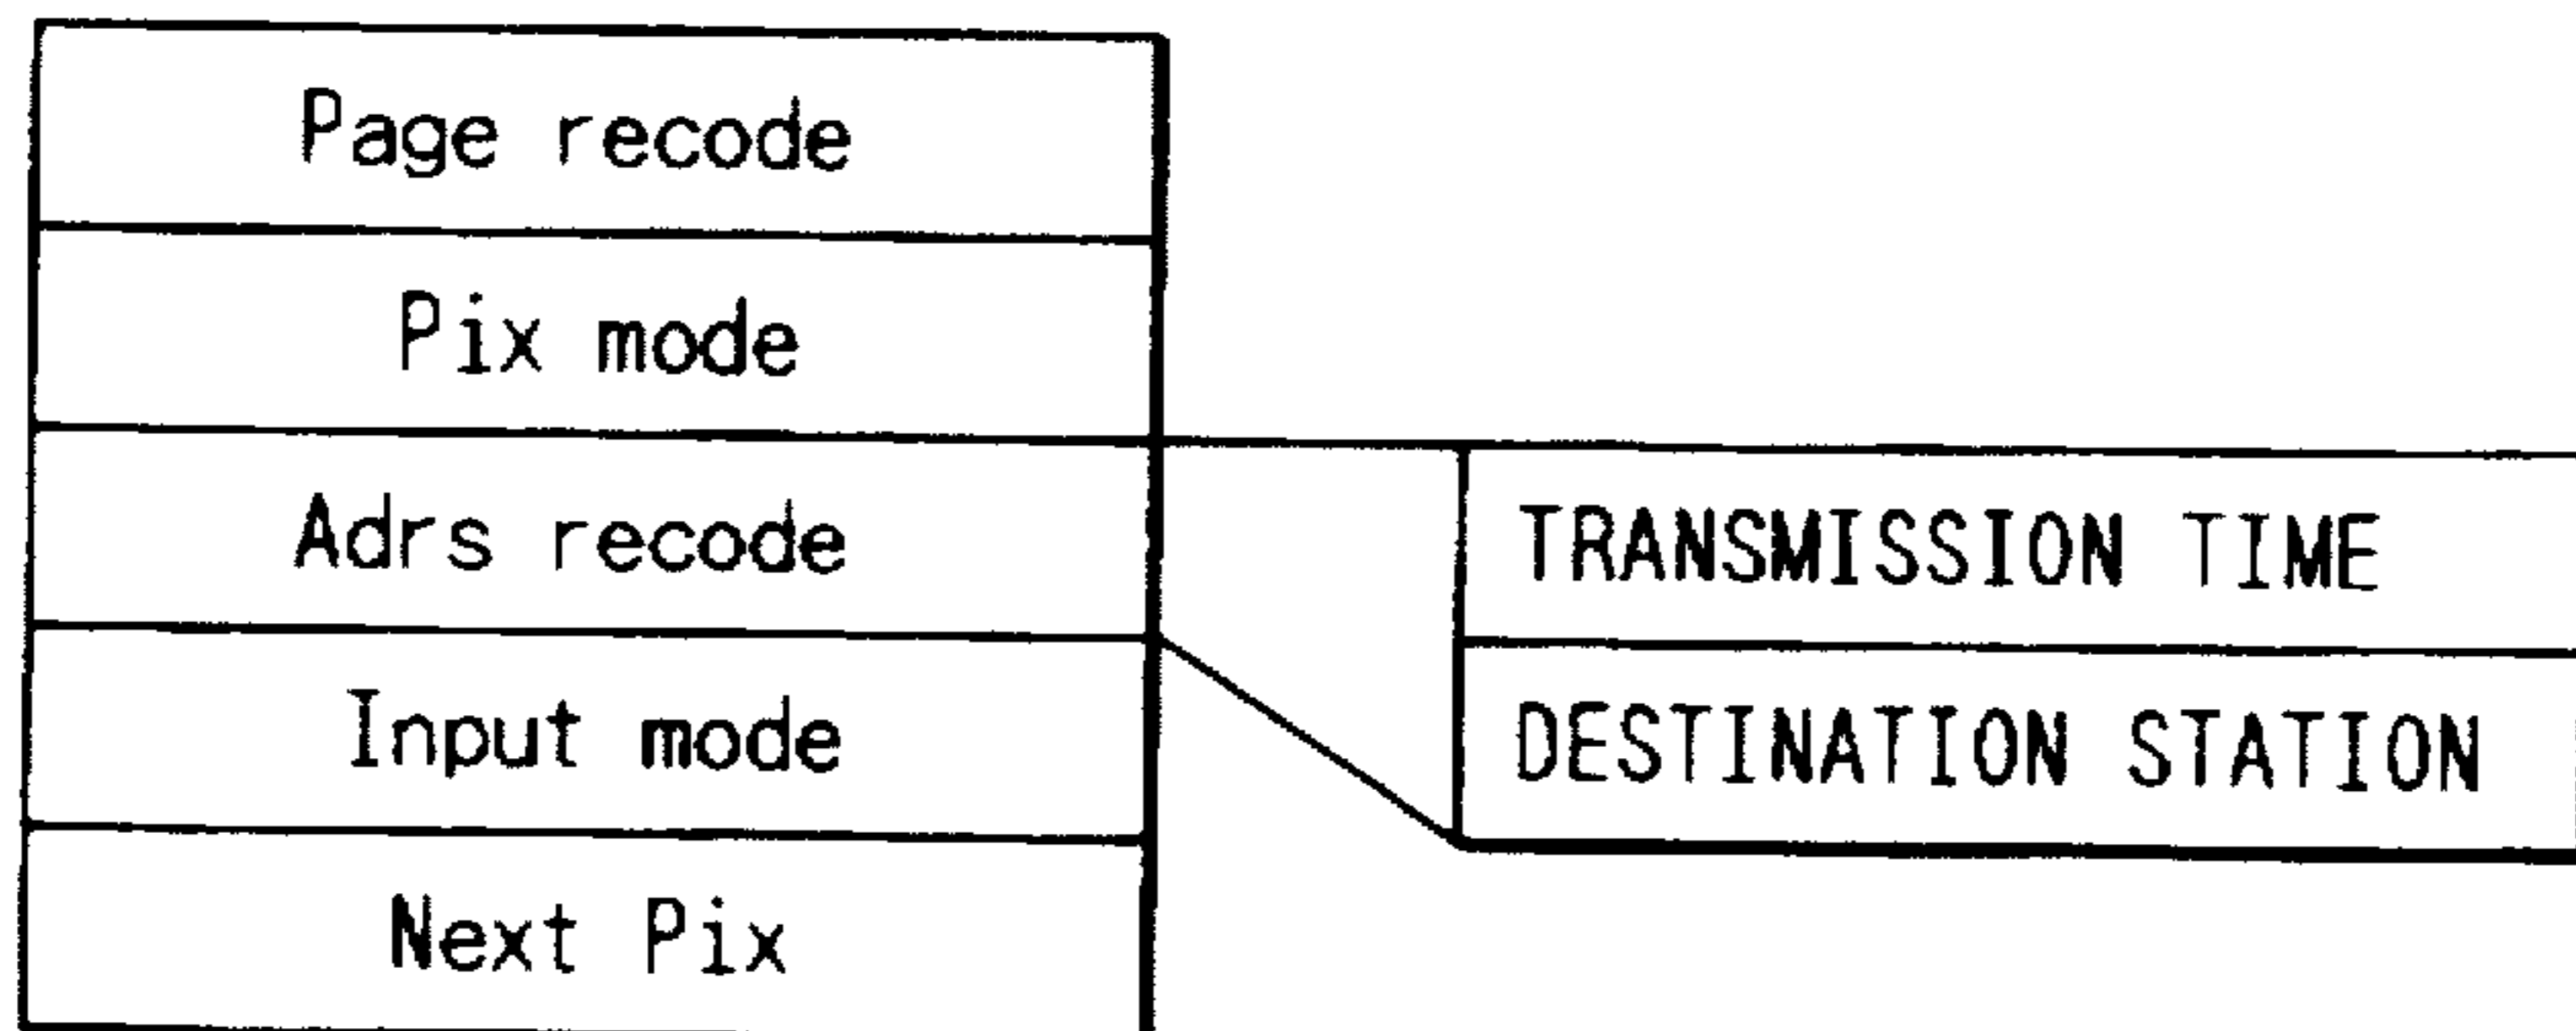 Page recode
Pix mode
Adrs recode
TRANSMISSION TIME
Input mode
DESTINATION STATION
Next Pix